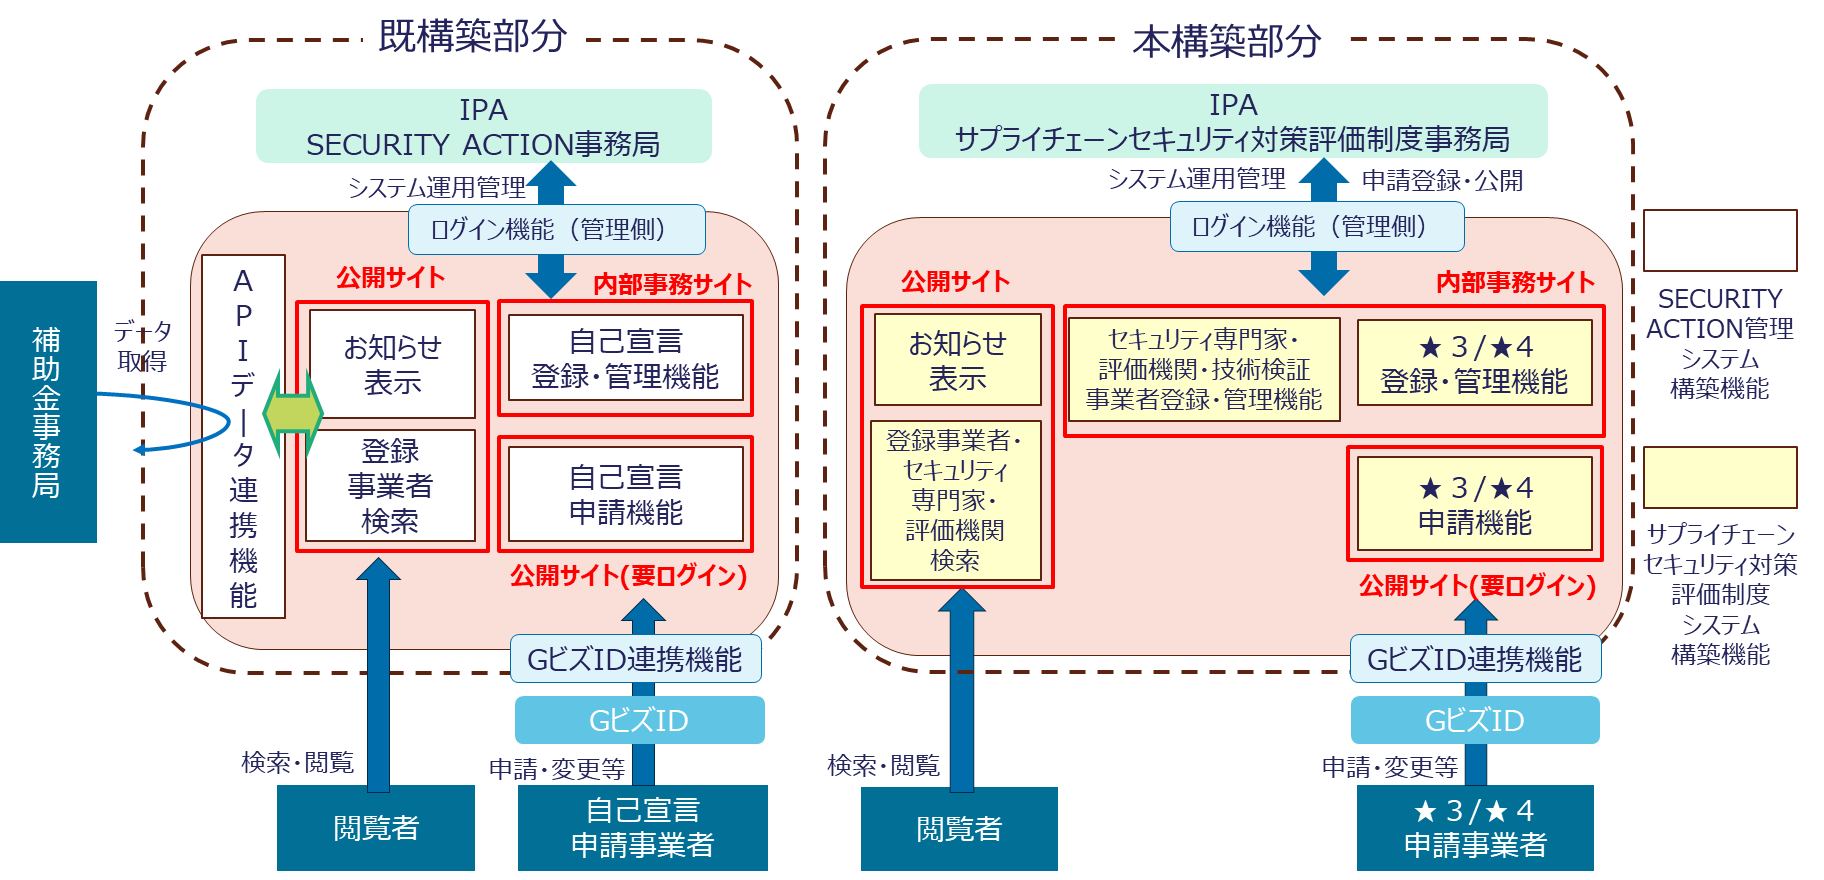 既構築部分
IPA
SECURITY ACTION事務局
システム運用管理
ログイン機能（管理側）
公開サイト
内部事務サイト
補助金事務局
データ
取得
APIデータ連携機能
お知らせ
表示
登録
事業者
検索
自己宣言
登録・管理機能
自己宣言
申請機能
公開サイト(要ログイン)
GビズID連携機能
GビズID
検索・閲覧
申請・変更等
閲覧者
自己宣言
申請事業者
本構築部分
IPA
サプライチェーンセキュリティ対策評価制度事務局
システム運用管理
申請登録・公開
ログイン機能（管理側）
公開サイト
内部事務サイト
お知らせ
表示
登録事業者・
セキュリティ
専門家・
評価機関
検索
セキュリティ専門家・
評価機関・技術検証
事業者登録・管理機能
★３/★４
登録・管理機能
★３/★４
申請機能
公開サイト(要ログイン)
GビズID連携機能
GビズID
検索・閲覧
申請・変更等
閲覧者
★３/★４
申請事業者
SECURITY
ACTION管理
システム
構築機能
サプライチェーン
セキュリティ対策
評価制度
システム
構築機能